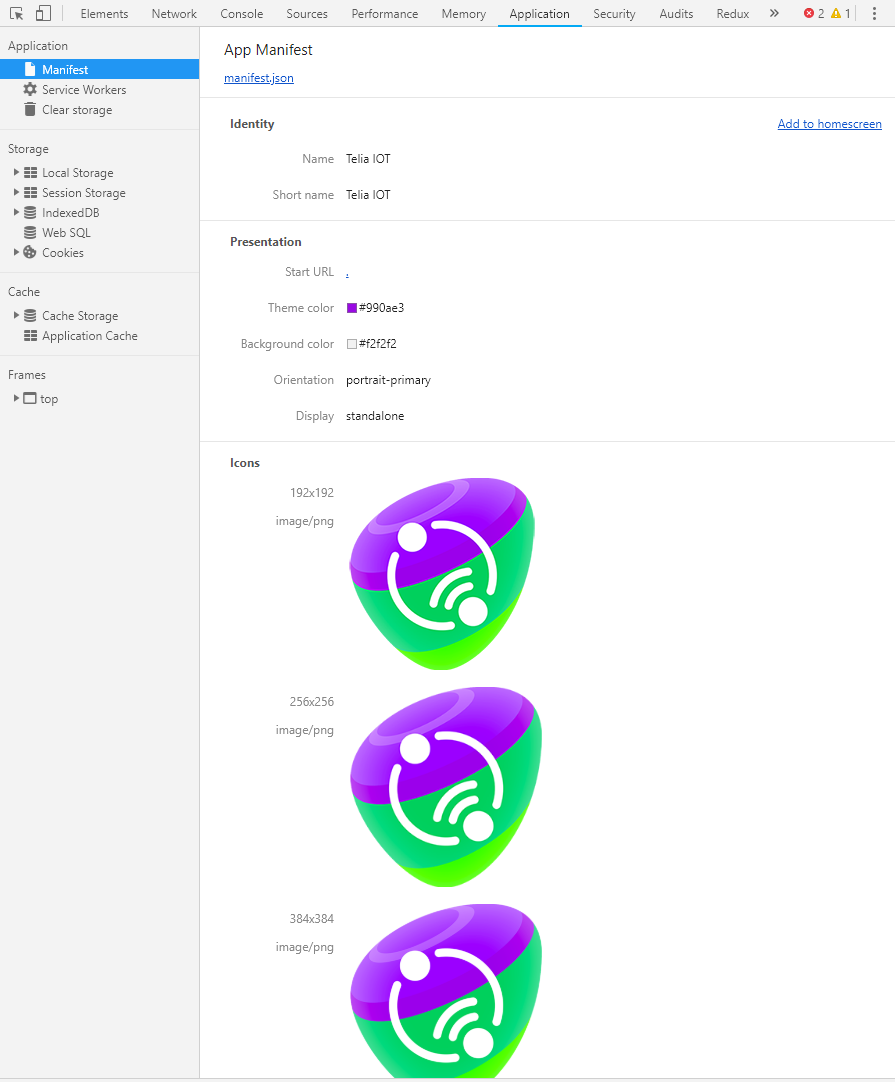 Elements Network Console Sources Performance Memory Application Security Audits Redux » 2 1
Application
Manifest
Service Workers
Clear storage
Storage
Local Storage
Session Storage
IndexedDB
Web SQL
Cookies
Cache
Cache Storage
Application Cache
Frames
top
App Manifest
manifest.json
Identity Add to homescreen
Name Telia IOT
Short name Telia IOT
Presentation
Start URL .
Theme color #990ae3
Background color #f2f2f2
Orientation portrait-primary
Display standalone
Icons
192x192
image/png
256x256
image/png
384x384
image/png